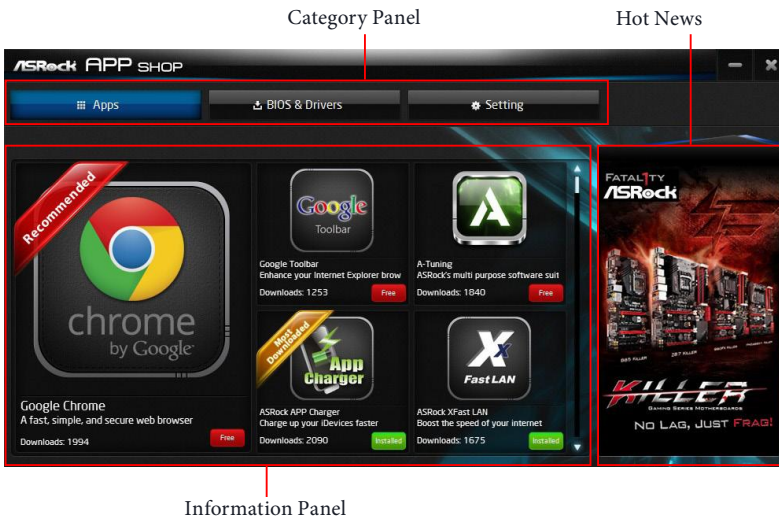 Category Panel
Hot News
ASRock APP SHOP
Apps
BIOS & Drivers
Setting
Recommended
chrome
by Google
Google Chrome
A fast, simple, and secure web browser
Downloads: 1994
Free
Google
Toolbar
Google Toolbar
Enhance your Internet Explorer brow
Downloads: 1253
Free
A-Tuning
ASRock's multi purpose software suit
Downloads: 1840
Free
Most
Downloaded
App
Charger
ASRock APP Charger
Charge up your iDevices faster
Downloads: 2090
Installed
Fast LAN
ASRock XFast LAN
Boost the speed of your internet
Downloads: 1675
Installed
FATAL1TY
ASRock
KILLER
GAMING SERIES MOTHERBOARDS
NO LAG, JUST FRAG!
Information Panel